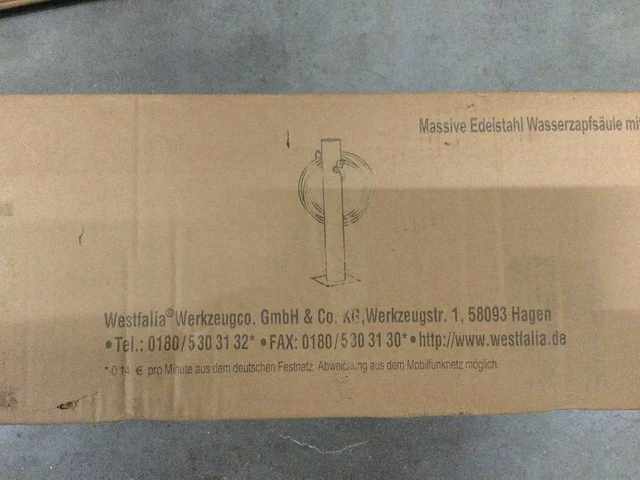 Massive Edelstahl Wasserzapfsäule mit
Westfalia® Werkzeugco. GmbH & Co. KG, Werkzeugstr. 1, 58093 Hagen
• Tel.: 0180/5 30 31 32* • FAX: 0180/5 30 31 30* • http://www.westfalia.de
* 0,14 € pro Minute aus dem deutschen Festnetz. Abweichung aus dem Mobilfunknetz möglich.